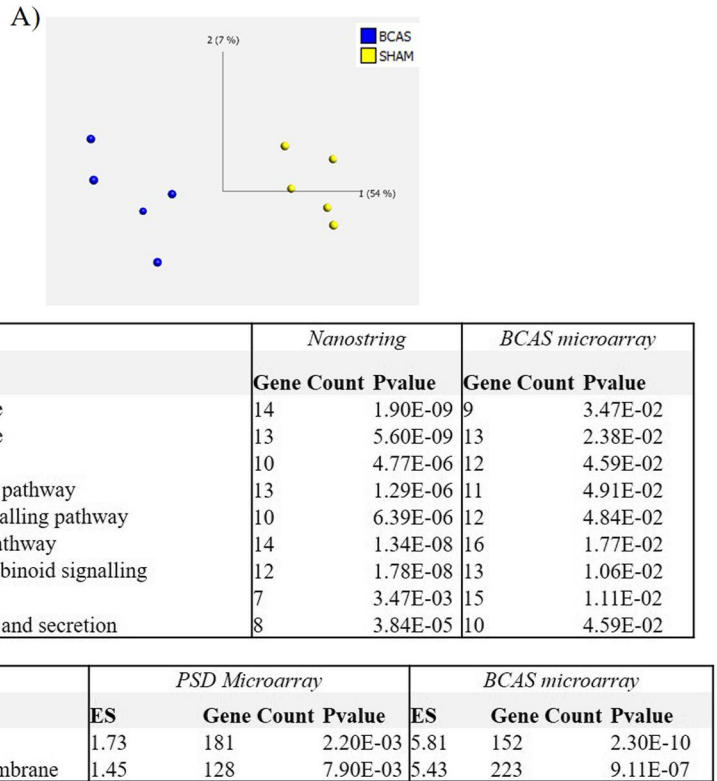 A)
2 (7 %)
BCAS
SHAM
1 (54 %)
Nanostring BCAS microarray
Gene Count Pvalue Gene Count Pvalue
e 14 1.90E-09 9 3.47E-02
e 13 5.60E-09 13 2.38E-02
10 4.77E-06 12 4.59E-02
pathway 13 1.29E-06 11 4.91E-02
alling pathway 10 6.39E-06 12 4.84E-02
athway 14 1.34E-08 16 1.77E-02
binoid signalling 12 1.78E-08 13 1.06E-02
7 3.47E-03 15 1.11E-02
and secretion 8 3.84E-05 10 4.59E-02
PSD Microarray BCAS microarray
ES Gene Count Pvalue ES Gene Count Pvalue
1.73 181 2.20E-03 5.81 152 2.30E-10
mbrane 1.45 128 7.90E-03 5.43 223 9.11E-07